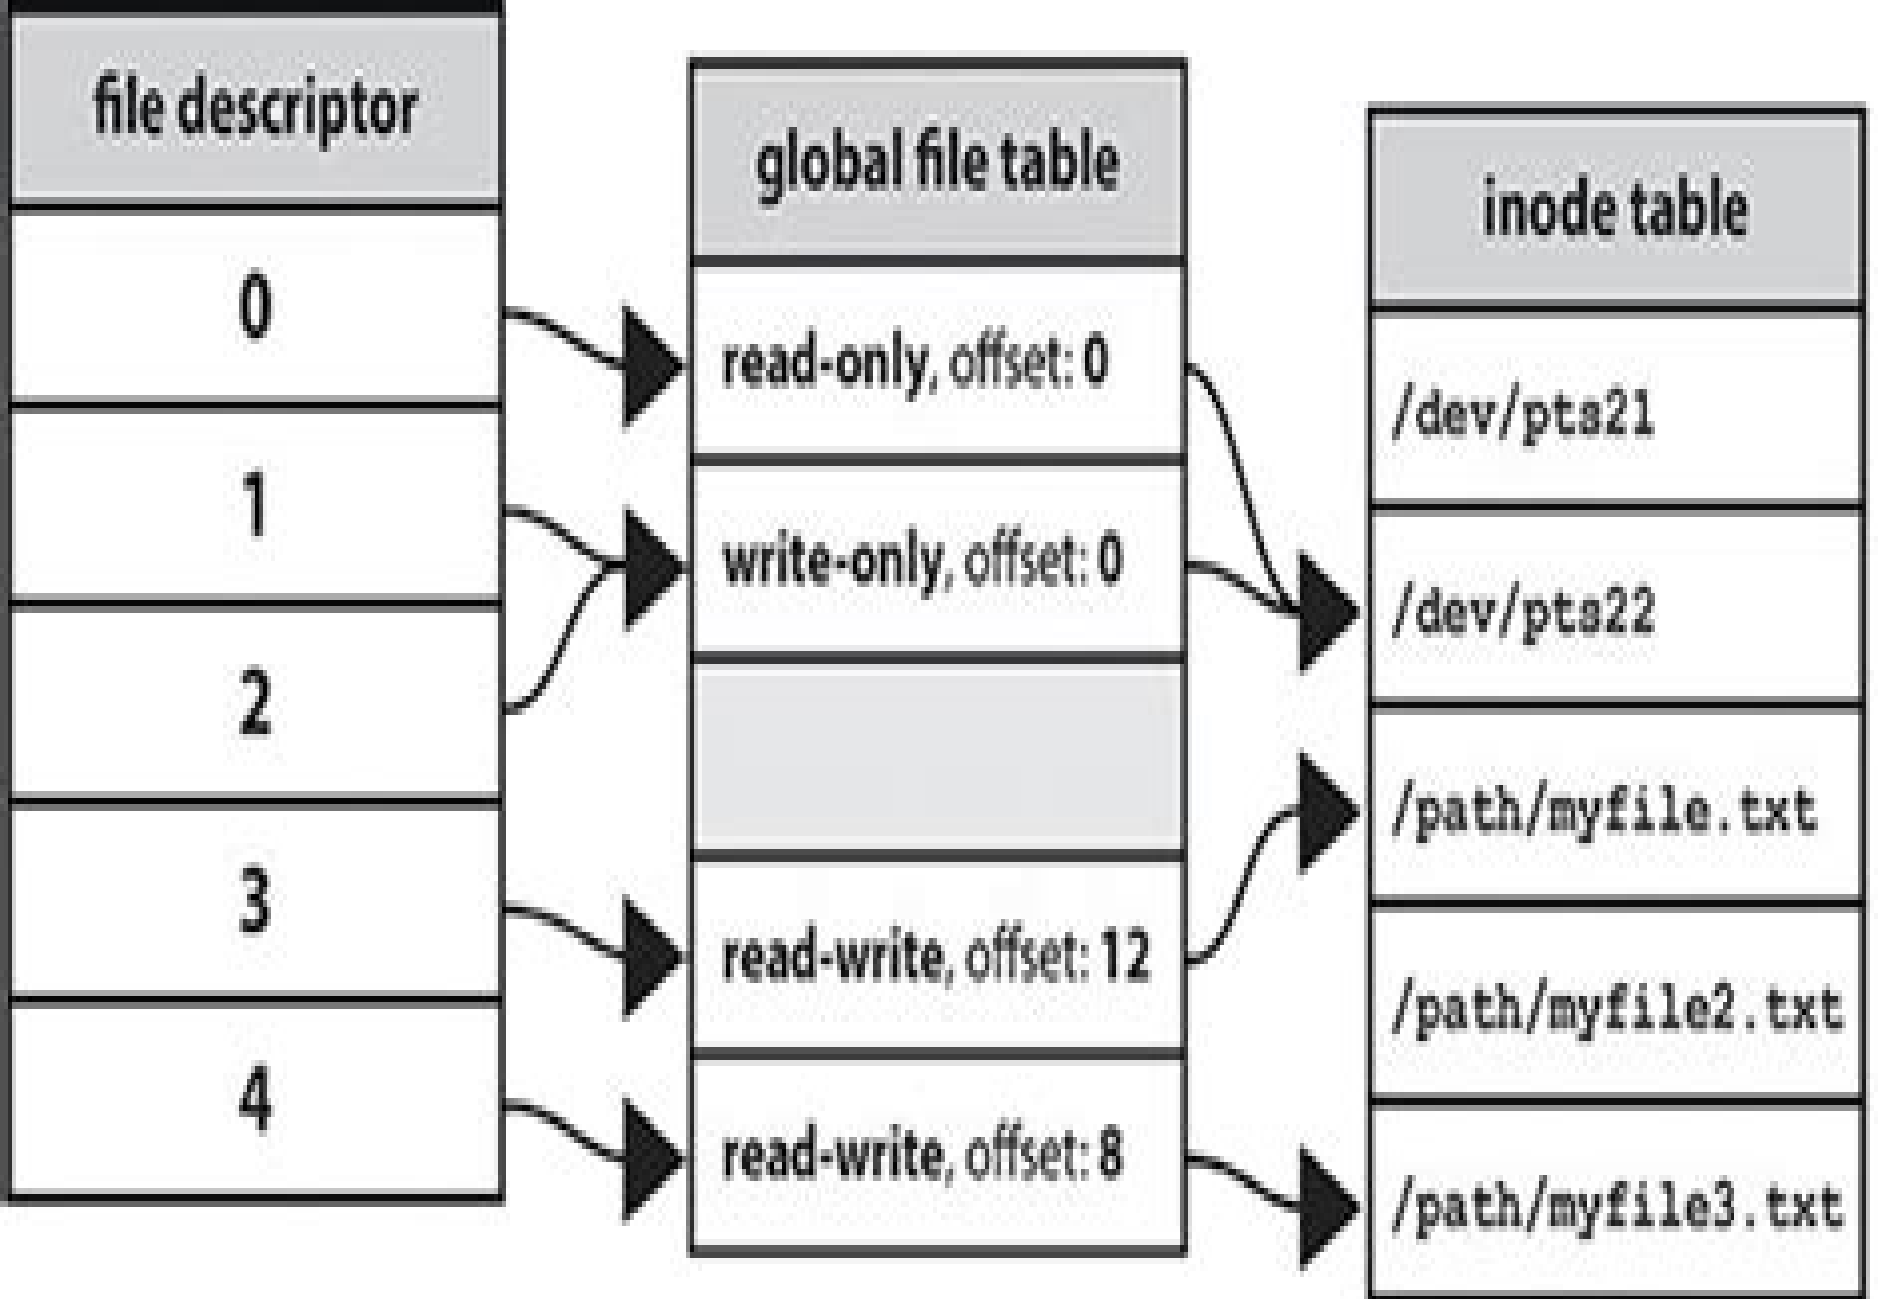 file descriptor
0
1
2
3
4
global file table
read-only, offset: 0
write-only, offset: 0
read-write, offset: 12
read-write, offset: 8
inode table
/dev/pts21
/dev/pts22
/path/myfile.txt
/path/myfile2.txt
/path/myfile3.txt